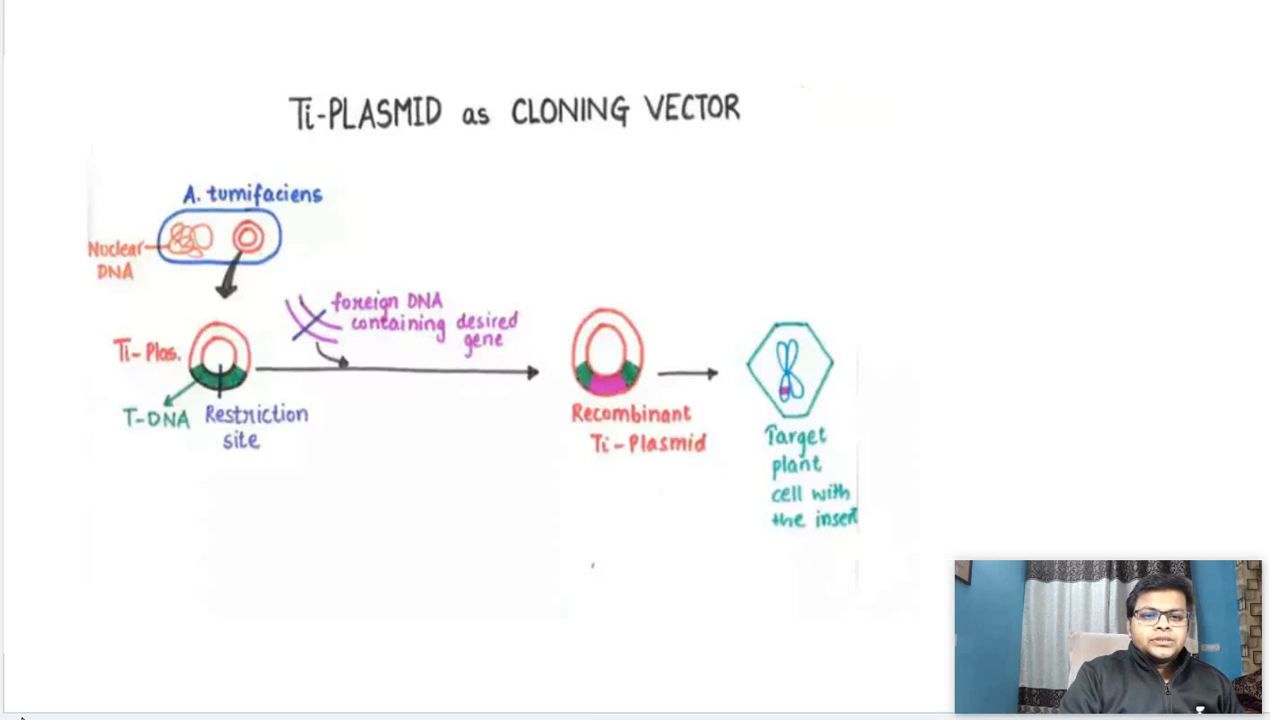 Ti-PLASMID as CLONING VECTOR
A. tumifaciens
Nuclear
DNA
foreign DNA
containing desired
gene
Ti-Plas.
T-DNA
Restriction
site
Recombinant
Ti-Plasmid
Target
plant
cell with
the insert